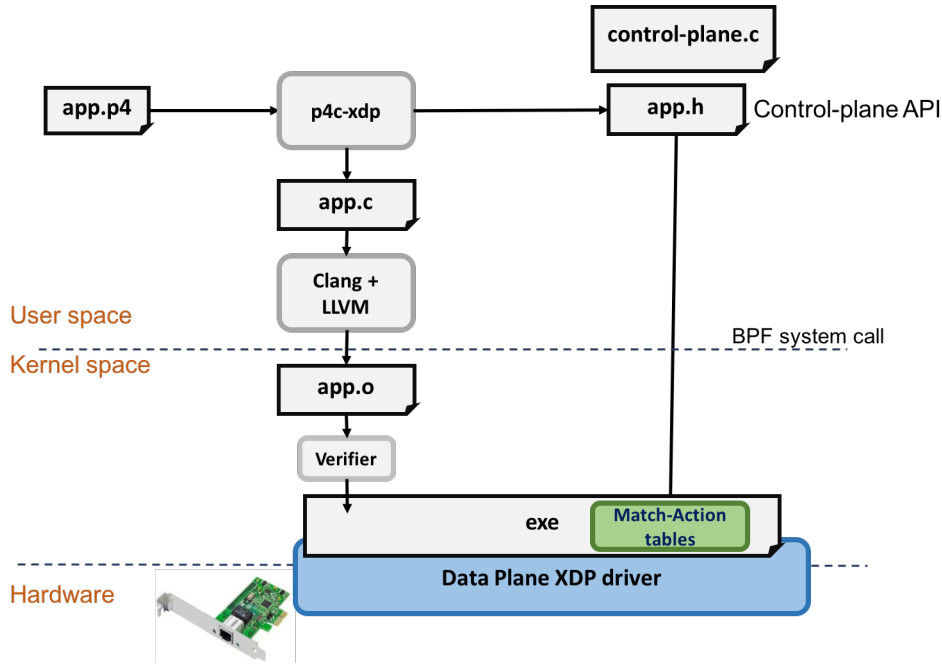 control-plane.c
app.p4
p4c-xdp
app.h
Control-plane API
app.c
Clang +
LLVM
User space
BPF system call
Kernel space
app.o
Verifier
exe
Match-Action
tables
Data Plane XDP driver
Hardware